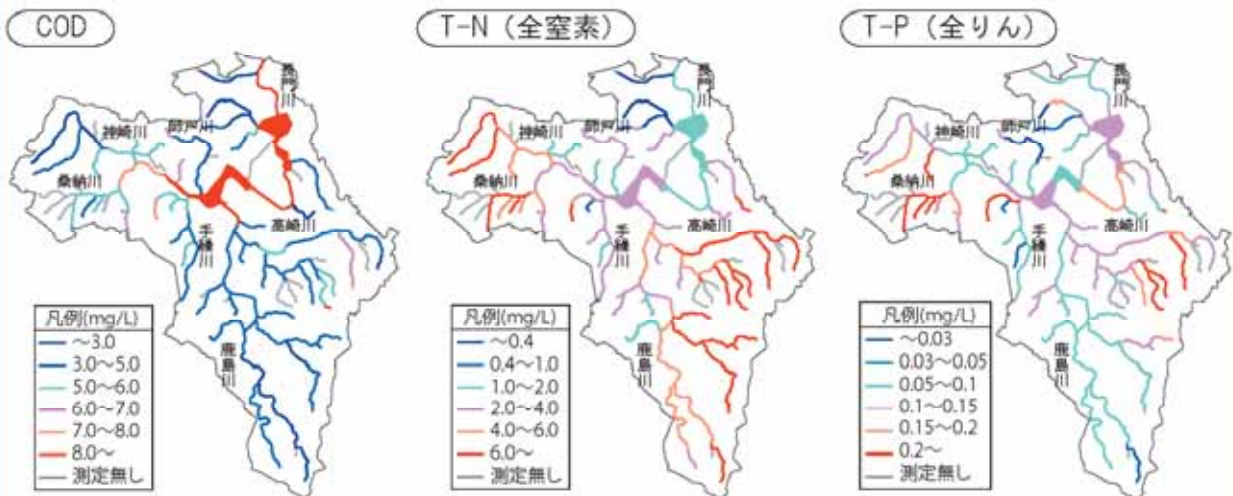 COD
長門川
神崎川
師戸川
桑納川
手繰川
高崎川
鹿島川
凡例(mg/L)
～3.0
3.0～5.0
5.0～6.0
6.0～7.0
7.0～8.0
8.0～
測定無し
T-N（全窒素）
長門川
神崎川
師戸川
桑納川
手繰川
高崎川
鹿島川
凡例(mg/L)
～0.4
0.4～1.0
1.0～2.0
2.0～4.0
4.0～6.0
6.0～
測定無し
T-P（全りん）
長門川
神崎川
師戸川
桑納川
手繰川
高崎川
鹿島川
凡例(mg/L)
～0.03
0.03～0.05
0.05～0.1
0.1～0.15
0.15～0.2
0.2～
測定無し